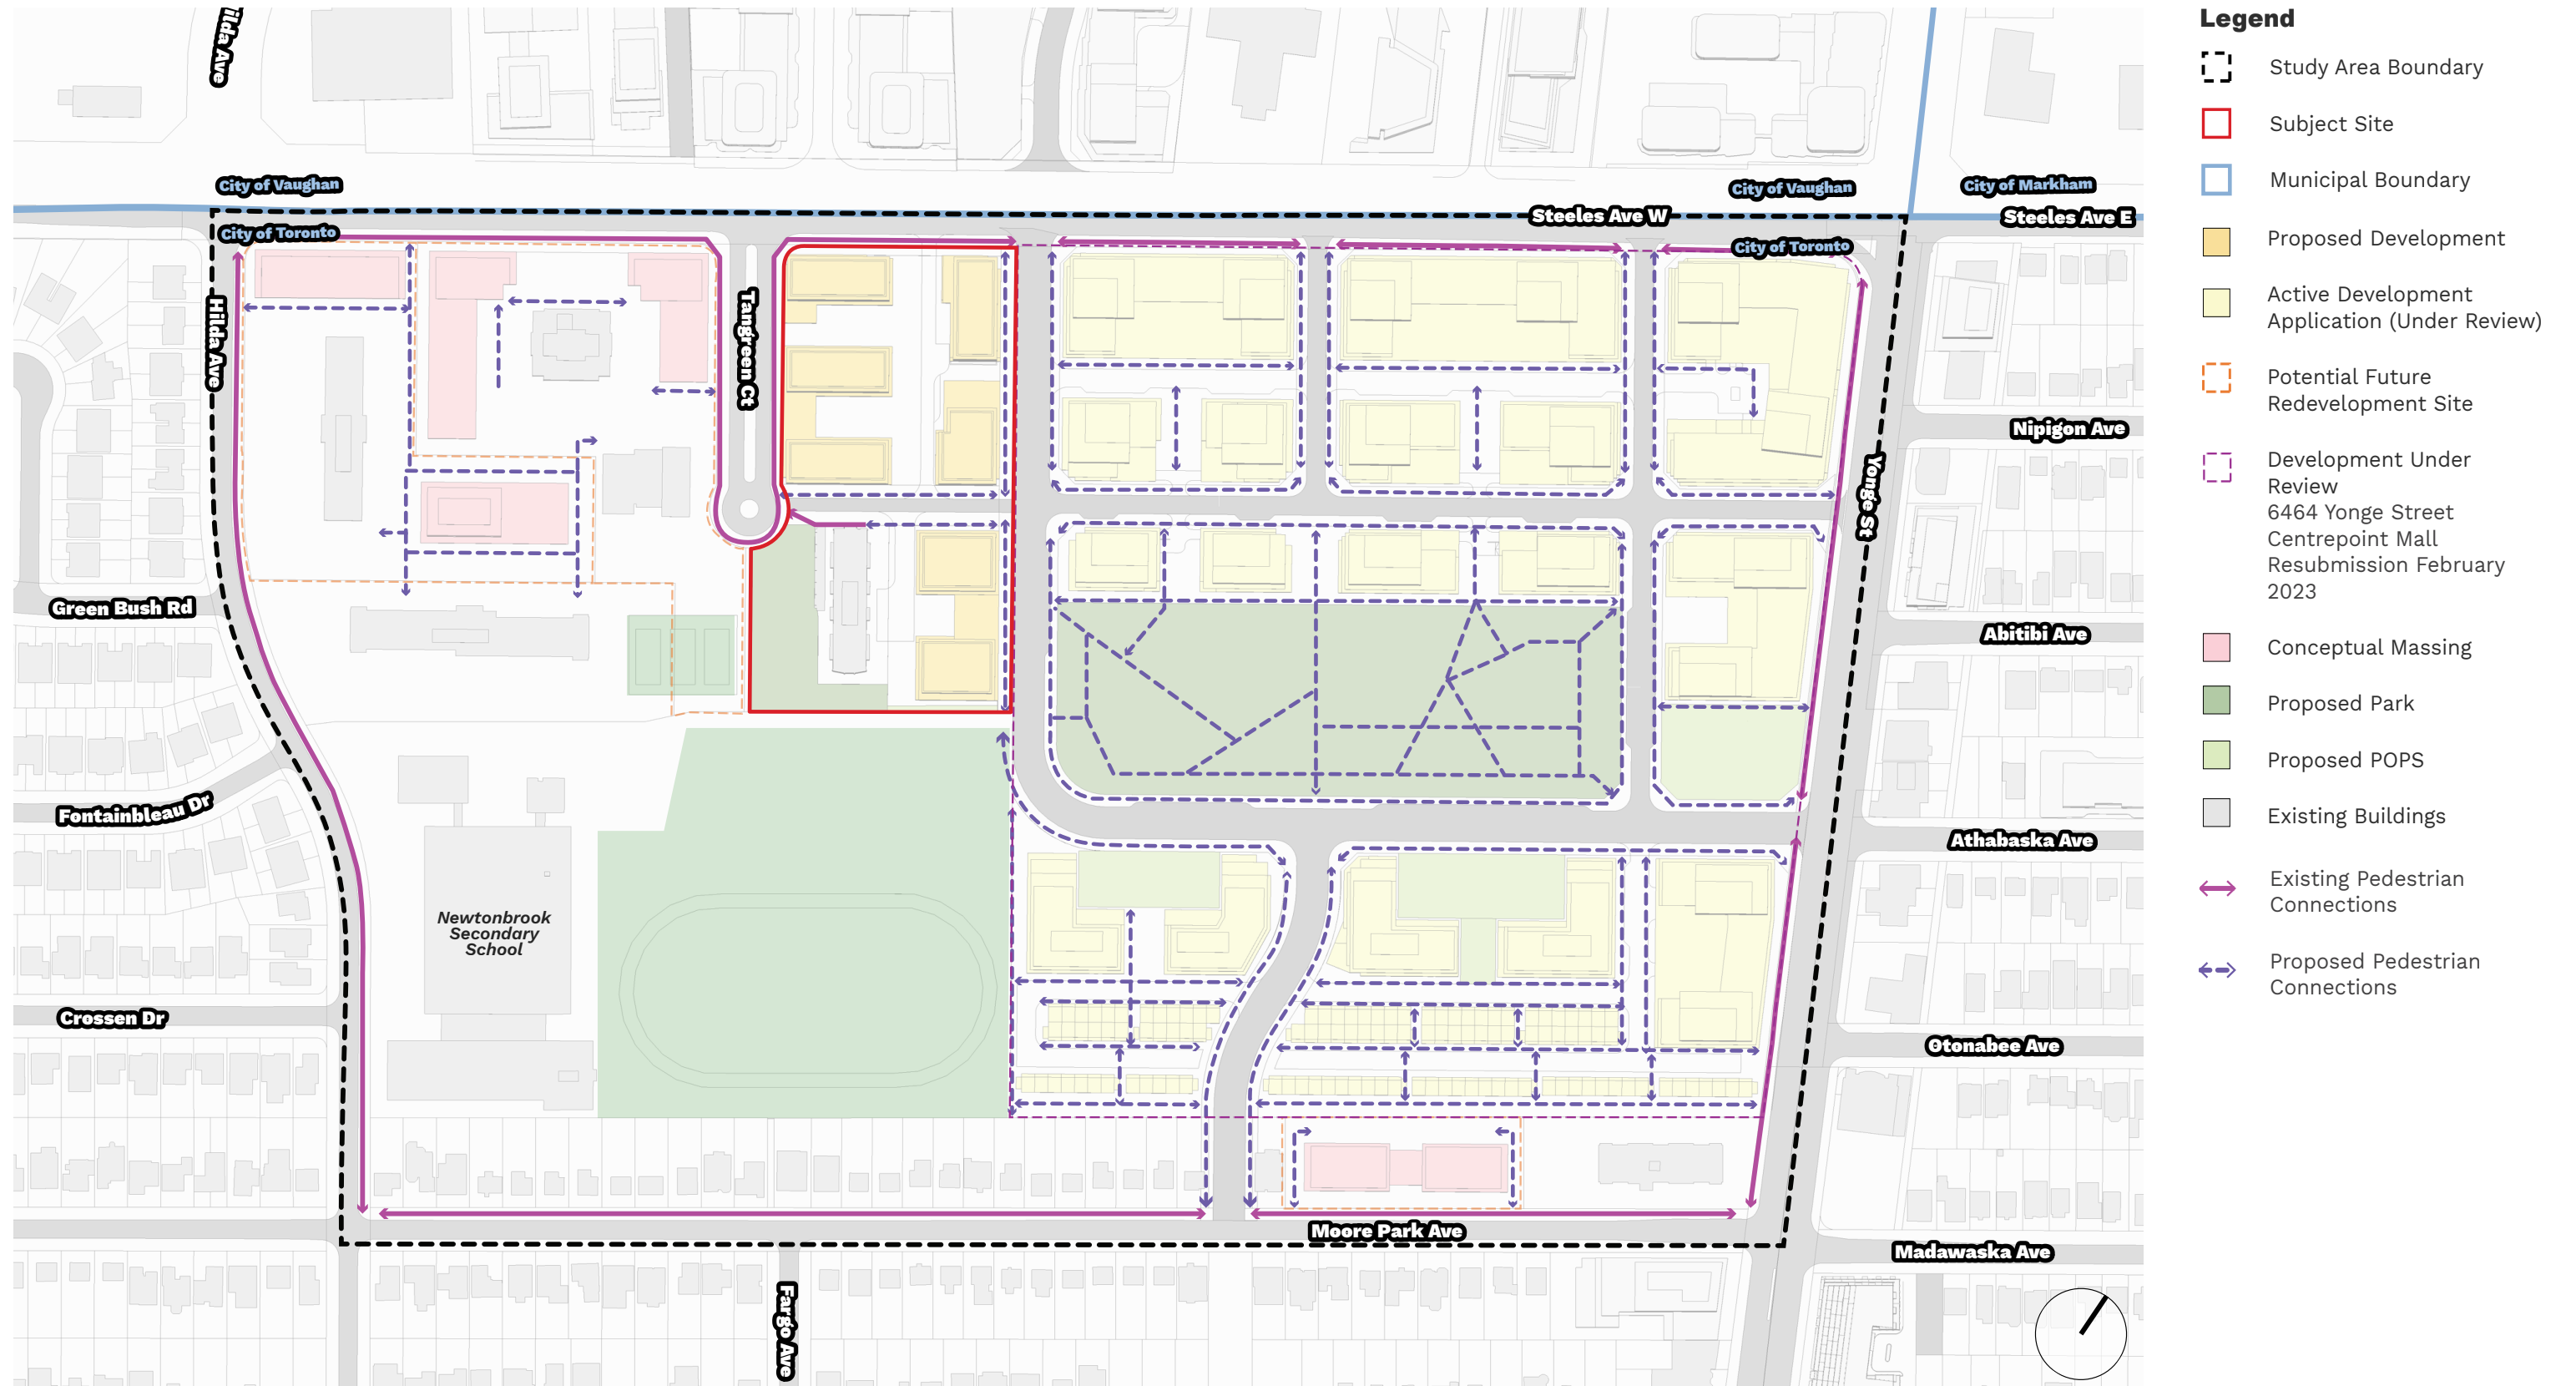 ilda Ave
City of Vaughan
City of Vaughan
City of Markham
Steeles Ave W
Steeles Ave E
City of Toronto
City of Toronto
Hilda Ave
Tangreen Ct
Nipigon Ave
Yonge St
Green Bush Rd
Abitibi Ave
Fontainbleau Dr
Athabaska Ave
Newtonbrook
Secondary
School
Crossen Dr
Otonabee Ave
Moore Park Ave
Madawaska Ave
Fargo Ave
Legend
Study Area Boundary
Subject Site
Municipal Boundary
Proposed Development
Active Development
Application (Under Review)
Potential Future
Redevelopment Site
Development Under
Review
6464 Yonge Street
Centrepoint Mall
Resubmission February
2023
Conceptual Massing
Proposed Park
Proposed POPS
Existing Buildings
Existing Pedestrian
Connections
Proposed Pedestrian
Connections